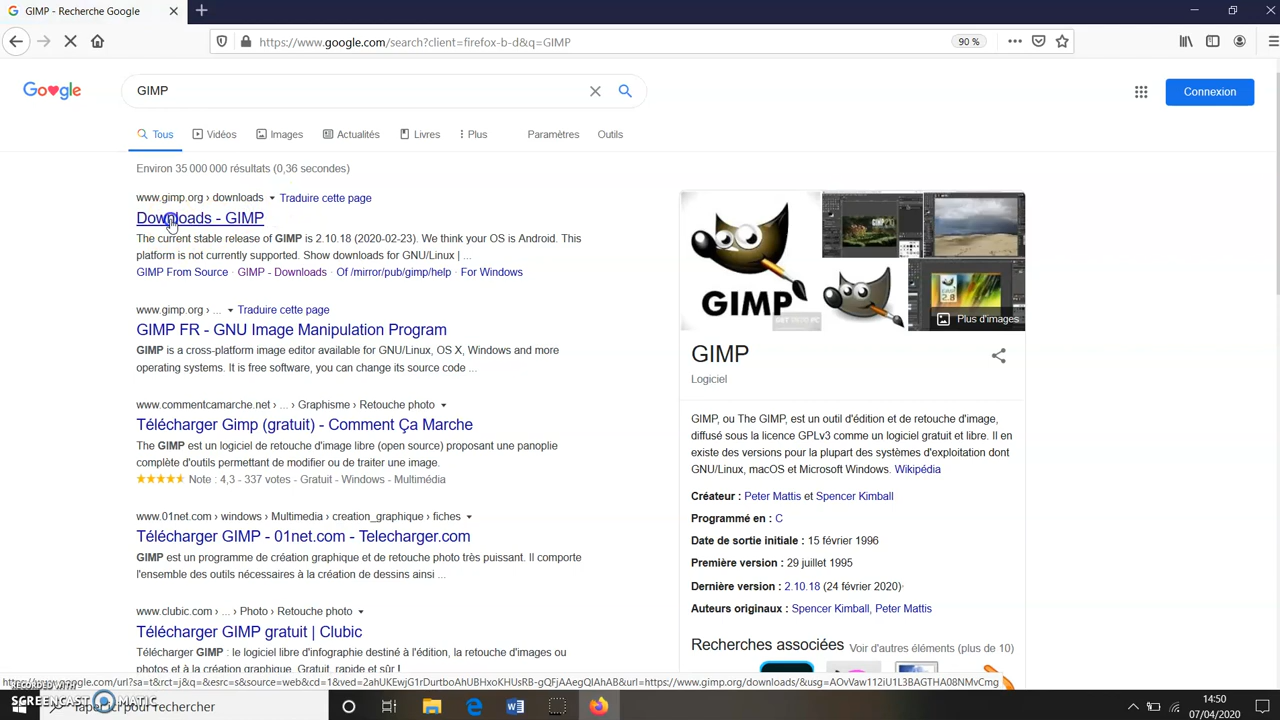 GIMP - Recherche Google
https://www.google.com/search?client=firefox-b-d&q=GIMP
90 %
Google
GIMP
Connexion
Tous
Vidéos
Images
Actualités
Livres
Plus
Paramètres
Outils
Environ 35 000 000 résultats (0,36 secondes)
www.gimp.org › downloads Traduire cette page
Downloads - GIMP
The current stable release of GIMP is 2.10.18 (2020-02-23). We think your OS is Android. This
platform is not currently supported. Show downloads for GNU/Linux | ...
GIMP From Source · GIMP - Downloads · Of /mirror/pub/gimp/help · For Windows
www.gimp.org › ... Traduire cette page
GIMP FR - GNU Image Manipulation Program
GIMP is a cross-platform image editor available for GNU/Linux, OS X, Windows and more
operating systems. It is free software, you can change its source code ...
www.commentcamarche.net › ... › Graphisme › Retouche photo
Télécharger Gimp (gratuit) - Comment Ça Marche
The GIMP est un logiciel de retouche d'image libre (open source) proposant une panoplie
complète d'outils permettant de modifier ou de traiter une image.
Note : 4,3 - 337 votes - Gratuit - Windows - Multimédia
www.01net.com › windows › Multimedia › creation_graphique › fiches
Télécharger GIMP - 01net.com - Telecharger.com
GIMP est un programme de création graphique et de retouche photo très puissant. Il comporte
l'ensemble des outils nécessaires à la création de dessins ainsi ...
www.clubic.com › ... › Photo › Retouche photo
Télécharger GIMP gratuit | Clubic
Télécharger GIMP : le logiciel libre d'infographie destiné à l'édition, la retouche d'images ou
photos et à la création graphique. Gratuit, rapide et sûr !
GIMP
GIMP
2.8
Plus d'images
GIMP
Logiciel
GIMP, ou The GIMP, est un outil d'édition et de retouche d'image,
diffusé sous la licence GPLv3 comme un logiciel gratuit et libre. Il en
existe des versions pour la plupart des systèmes d'exploitation dont
GNU/Linux, macOS et Microsoft Windows. Wikipédia
Créateur : Peter Mattis et Spencer Kimball
Programmé en : C
Date de sortie initiale : 15 février 1996
Première version : 29 juillet 1995
Dernière version : 2.10.18 (24 février 2020)
Auteurs originaux : Spencer Kimball, Peter Mattis
Recherches associées
Voir d'autres éléments (plus de 10)
RECORDED WITH
SCREENCAST MATIC
Taper ici pour rechercher
14:50
07/04/2020